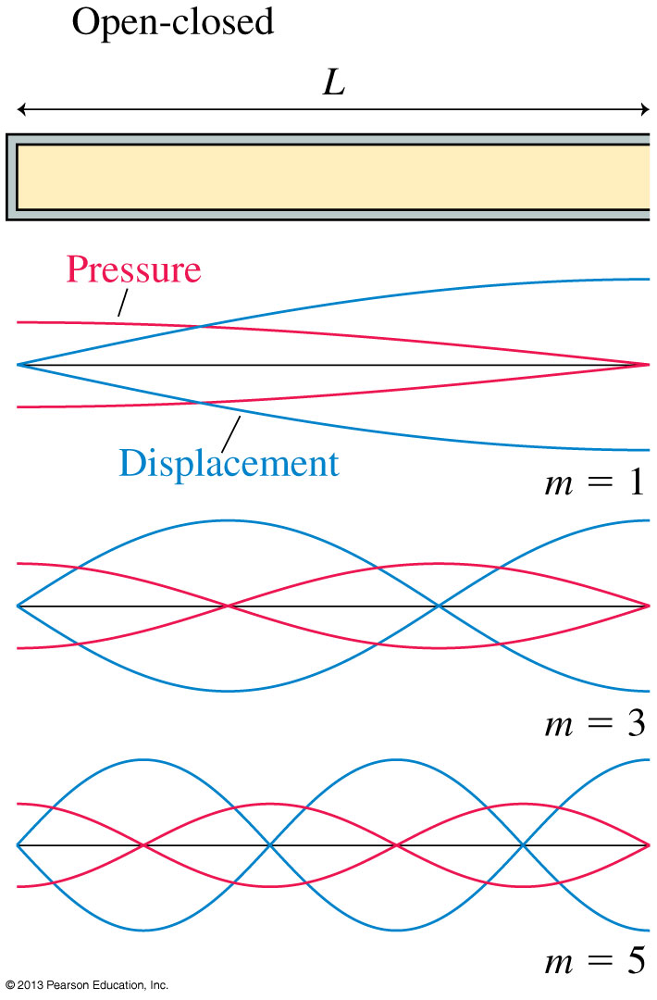 Open-closed
L
Pressure
Displacement
m = 1
m = 3
m = 5
© 2013 Pearson Education, Inc.